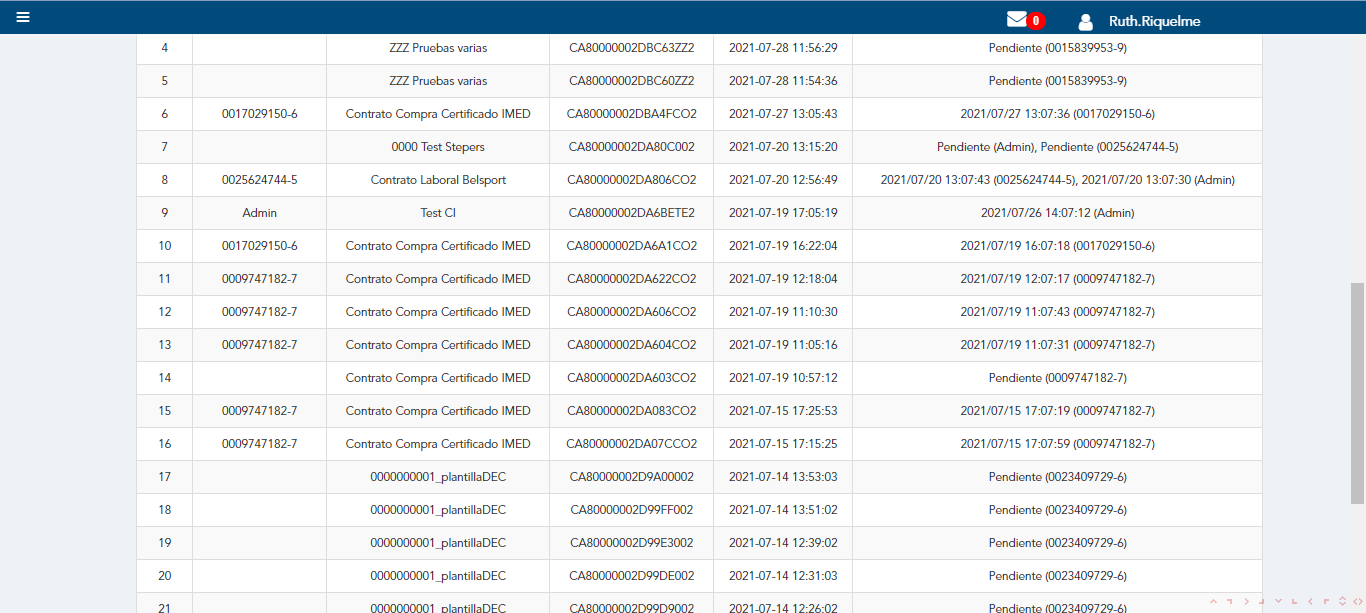 0 Ruth.Riquelme
4 ZZZ Pruebas varias CA80000002DBC63ZZ2 2021-07-28 11:56:29 Pendiente (0015839953-9)
5 ZZZ Pruebas varias CA80000002DBC60ZZ2 2021-07-28 11:54:36 Pendiente (0015839953-9)
6 0017029150-6 Contrato Compra Certificado IMED CA80000002DBA4FCO2 2021-07-27 13:05:43 2021/07/27 13:07:36 (0017029150-6)
7 0000 Test Stepers CA80000002DA80C002 2021-07-20 13:15:20 Pendiente (Admin), Pendiente (0025624744-5)
8 0025624744-5 Contrato Laboral Belsport CA80000002DA806CO2 2021-07-20 12:56:49 2021/07/20 13:07:43 (0025624744-5), 2021/07/20 13:07:30 (Admin)
9 Admin Test CI CA80000002DA6BETE2 2021-07-19 17:05:19 2021/07/26 14:07:12 (Admin)
10 0017029150-6 Contrato Compra Certificado IMED CA80000002DA6A1CO2 2021-07-19 16:22:04 2021/07/19 16:07:18 (0017029150-6)
11 0009747182-7 Contrato Compra Certificado IMED CA80000002DA622CO2 2021-07-19 12:18:04 2021/07/19 12:07:17 (0009747182-7)
12 0009747182-7 Contrato Compra Certificado IMED CA80000002DA606CO2 2021-07-19 11:10:30 2021/07/19 11:07:43 (0009747182-7)
13 0009747182-7 Contrato Compra Certificado IMED CA80000002DA604CO2 2021-07-19 11:05:16 2021/07/19 11:07:31 (0009747182-7)
14 Contrato Compra Certificado IMED CA80000002DA603CO2 2021-07-19 10:57:12 Pendiente (0009747182-7)
15 0009747182-7 Contrato Compra Certificado IMED CA80000002DA083CO2 2021-07-15 17:25:53 2021/07/15 17:07:19 (0009747182-7)
16 0009747182-7 Contrato Compra Certificado IMED CA80000002DA07CCO2 2021-07-15 17:15:25 2021/07/15 17:07:59 (0009747182-7)
17 0000000001_plantillaDEC CA80000002D9A00002 2021-07-14 13:53:03 Pendiente (0023409729-6)
18 0000000001_plantillaDEC CA80000002D99FF002 2021-07-14 13:51:02 Pendiente (0023409729-6)
19 0000000001_plantillaDEC CA80000002D99E3002 2021-07-14 12:39:02 Pendiente (0023409729-6)
20 0000000001_plantillaDEC CA80000002D99DE002 2021-07-14 12:31:03 Pendiente (0023409729-6)
21 0000000001_plantillaDEC CA80000002D99D9002 2021-07-14 12:26:02 Pendiente (0023409729-6)